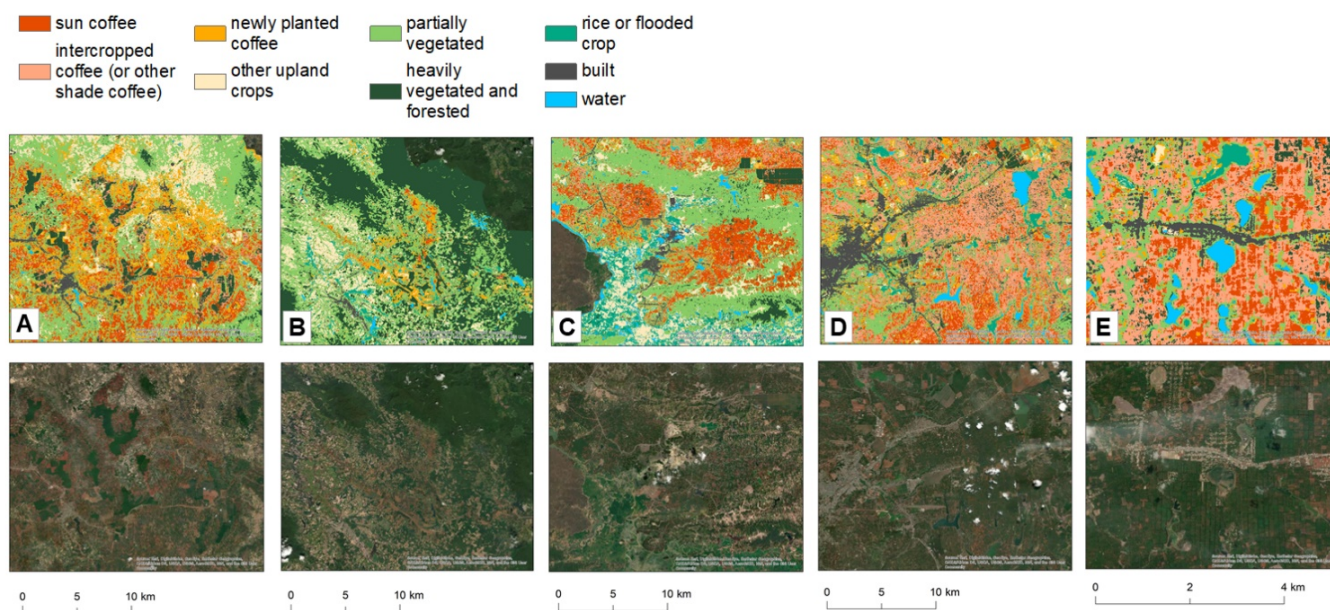 sun coffee
intercropped
coffee (or other
shade coffee)
newly planted
coffee
other upland
crops
partially
vegetated
heavily
vegetated and
forested
rice or flooded
crop
built
water
A
B
C
D
E
0 5 10 km
0 5 10 km
0 5 10 km
0 5 10 km
0 2 4 km